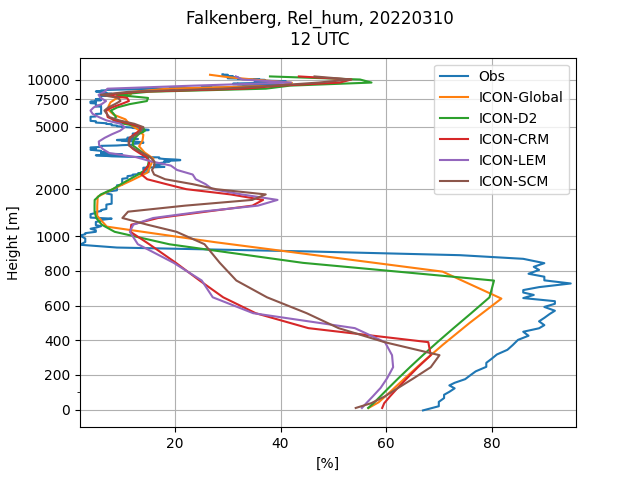 Falkenberg, Rel_hum, 20220310
12 UTC
10000
7500
5000
2000
1000
800
600
400
200
0
Height [m]
20
40
60
80
[%]
Obs
ICON-Global
ICON-D2
ICON-CRM
ICON-LEM
ICON-SCM